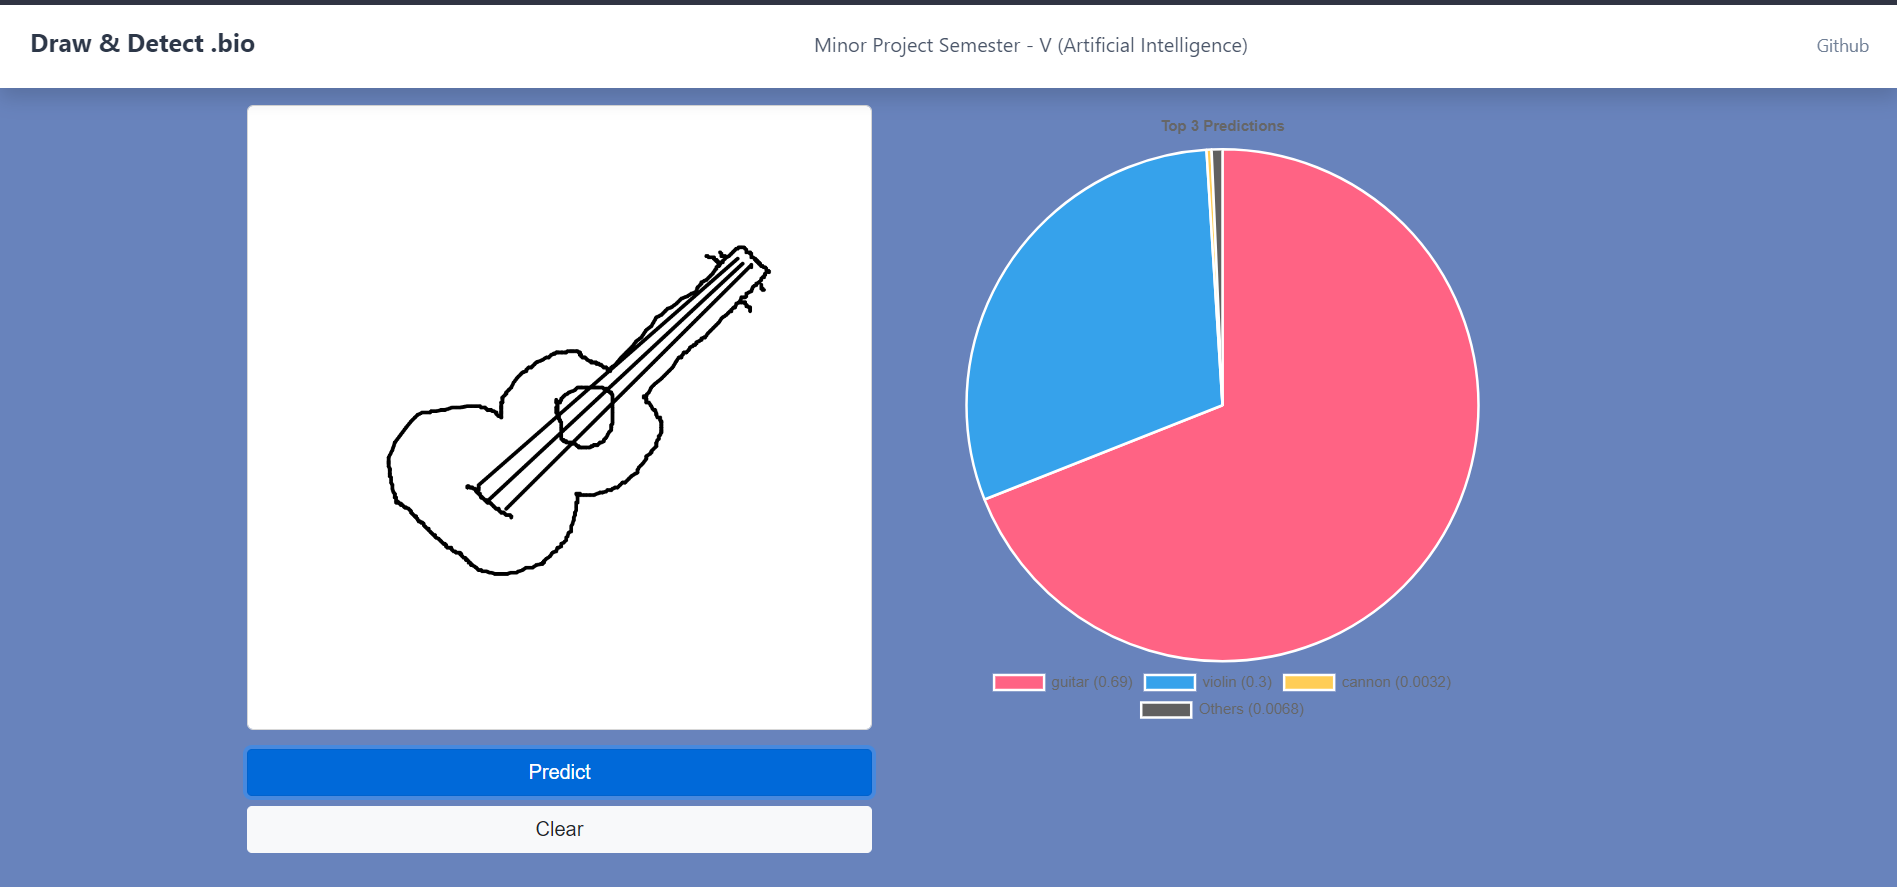 Draw & Detect .bio
Minor Project Semester - V (Artificial Intelligence)
Github
Top 3 Predictions
guitar (0.69) violin (0.3) cannon (0.0032)
Others (0.0068)
Predict
Clear